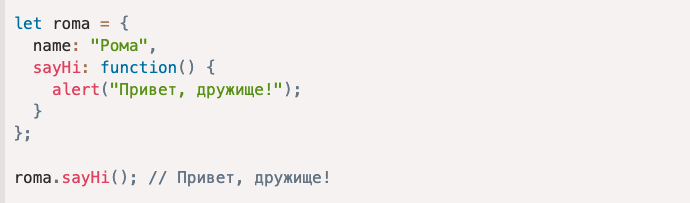 let roma = {
  name: "Рома",
  sayHi: function() {
    alert("Привет, дружище!");
  }
};

roma.sayHi(); // Привет, дружище!